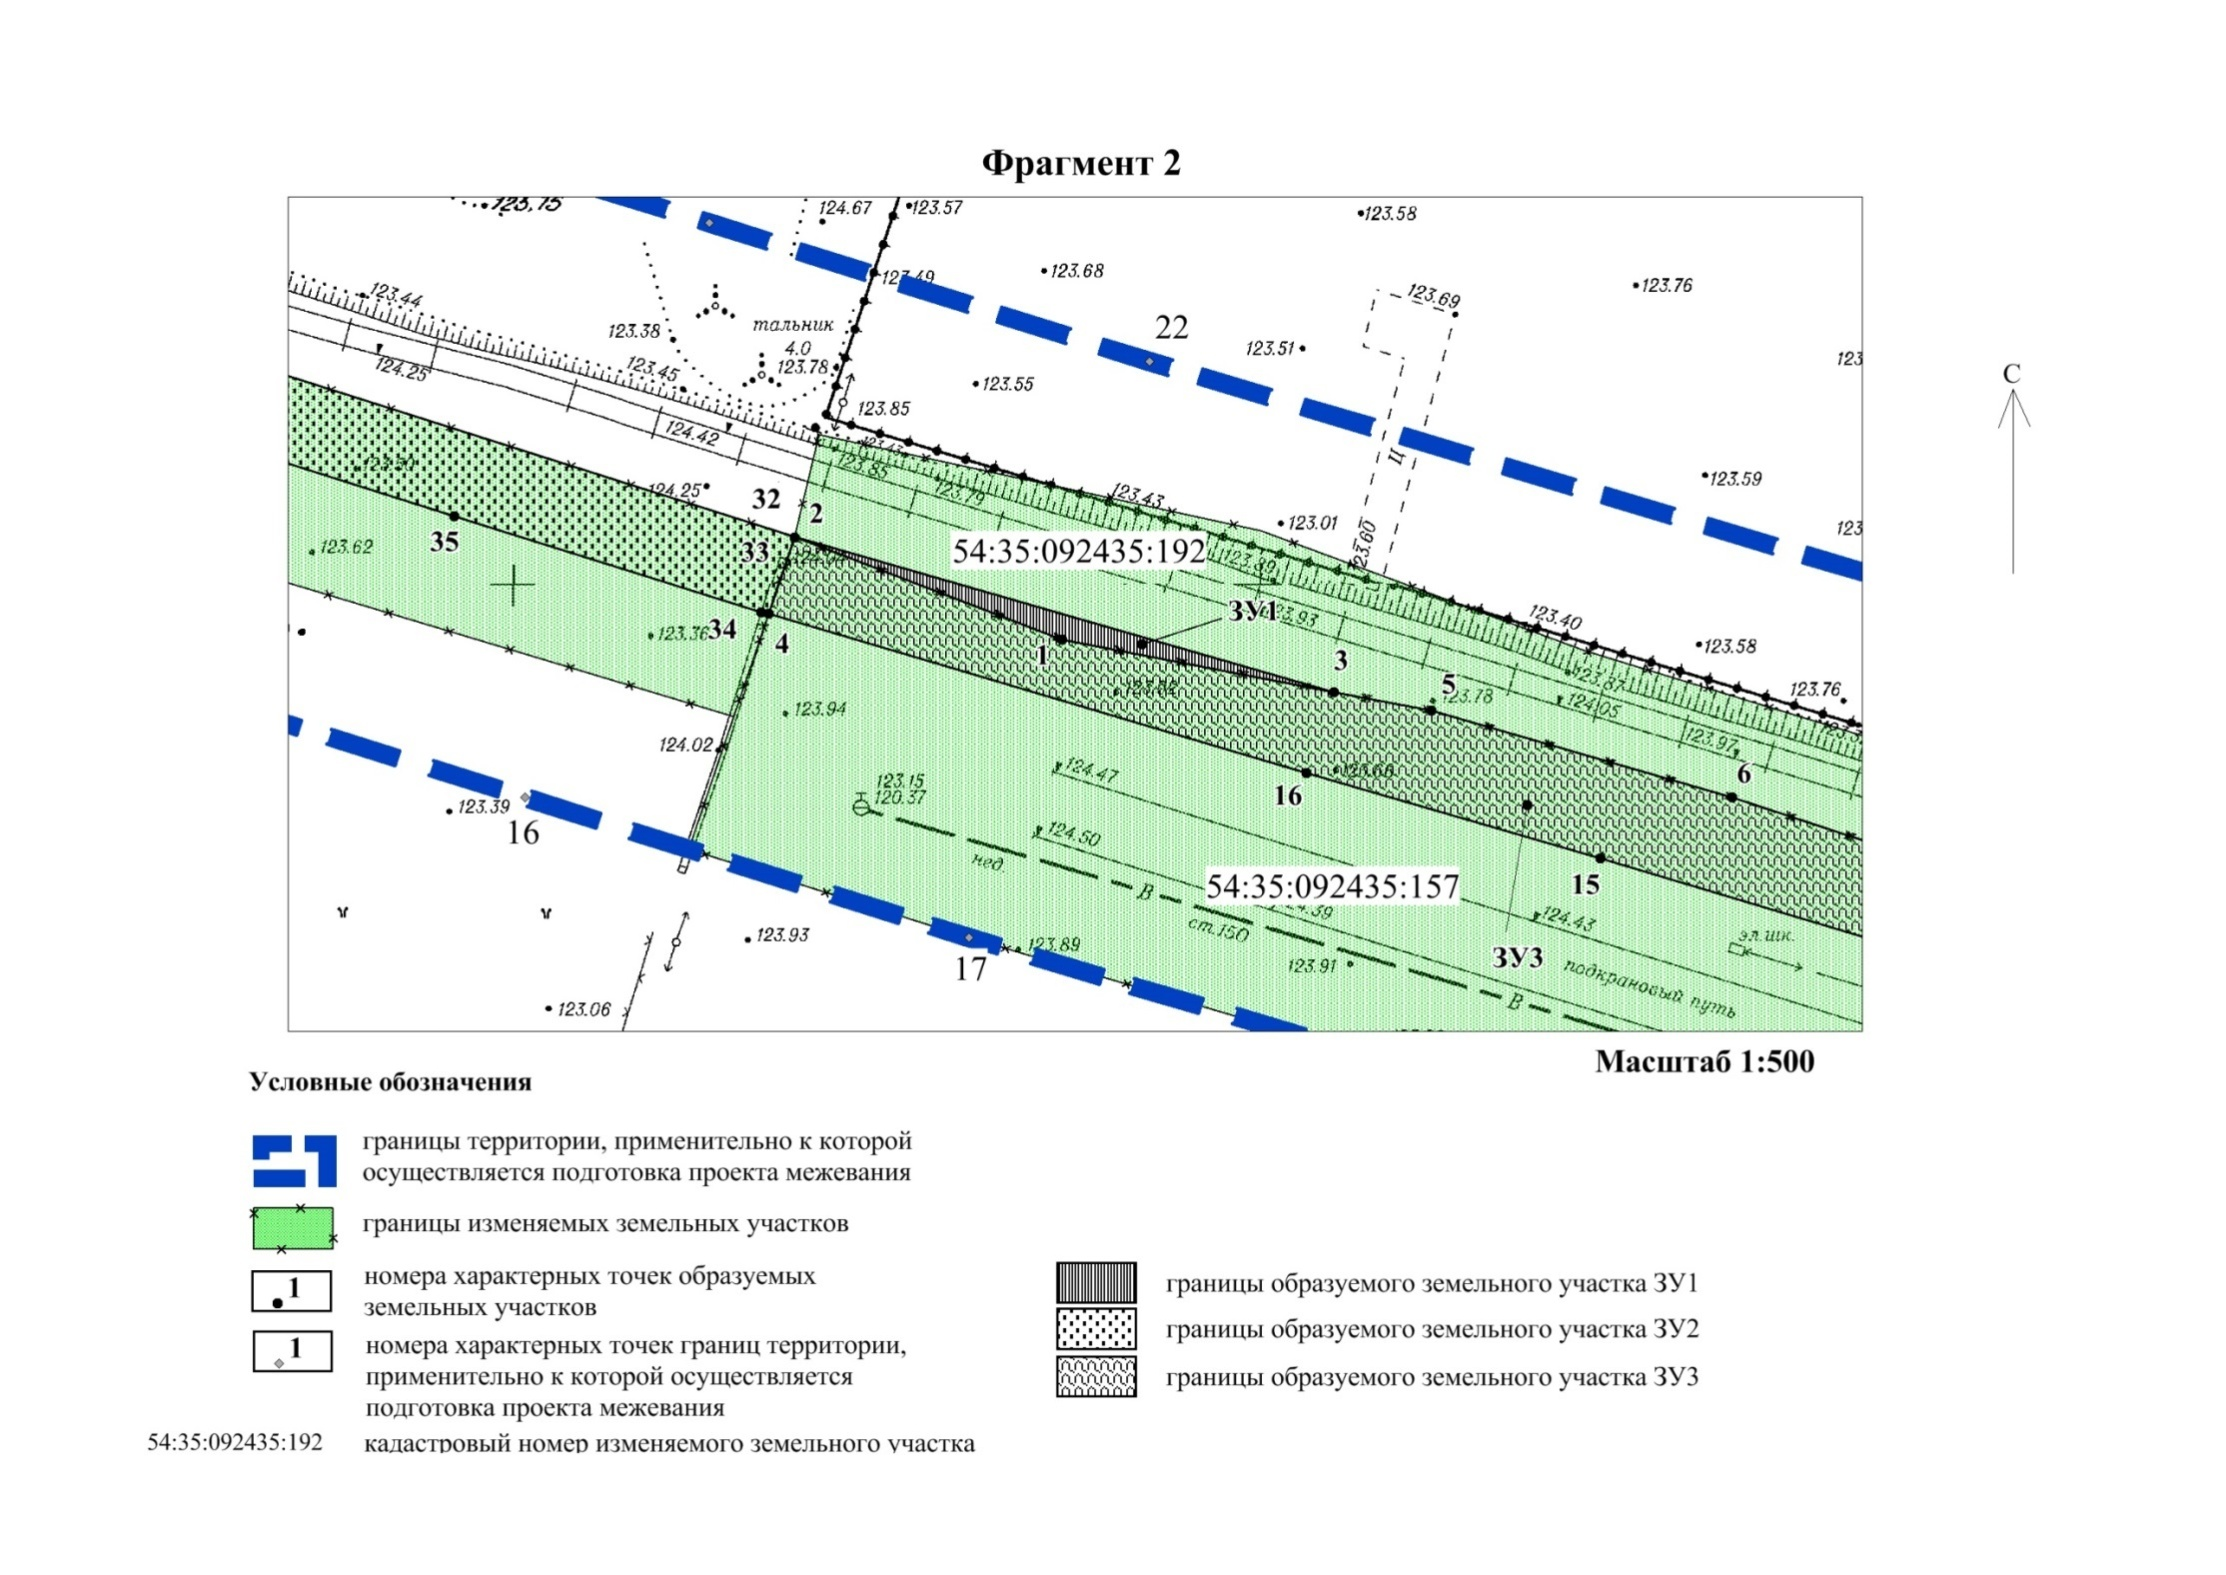 Фрагмент 2
123,15
124.67
123.57
123.58
123.49
123.68
123.76
123.44
123.69
22
123.38
тальник
4.0
123.51
123
124.25
123.45
123.78
123.55
123.85
С
124.42
Ц
123.85
123.59
124.25
32
2
123.79
123.43
123.01
123
35
33
54:35:092435:192
123.89
123.60
123.62
ЗУ1
123.93
123.40
123.36
34
4
1
3
123.58
5
123.78
123.87
123.76
124.05
123.94
124.02
123.97
6
124.47
16
123.15
120.37
123.39
16
124.50
нед.
В
54:35:092435:157
15
ст.150
124.43
эл.шк.
123.93
17
123.89
123.91
ЗУ3
подкрановый путь
В
123.06
Масштаб 1:500
Условные обозначения
границы территории, применительно к которой
осуществляется подготовка проекта межевания
границы изменяемых земельных участков
1
номера характерных точек образуемых
земельных участков
1
номера характерных точек границ территории,
применительно к которой осуществляется
подготовка проекта межевания
54:35:092435:192
кадастровый номер изменяемого земельного участка
границы образуемого земельного участка ЗУ1
границы образуемого земельного участка ЗУ2
границы образуемого земельного участка ЗУ3